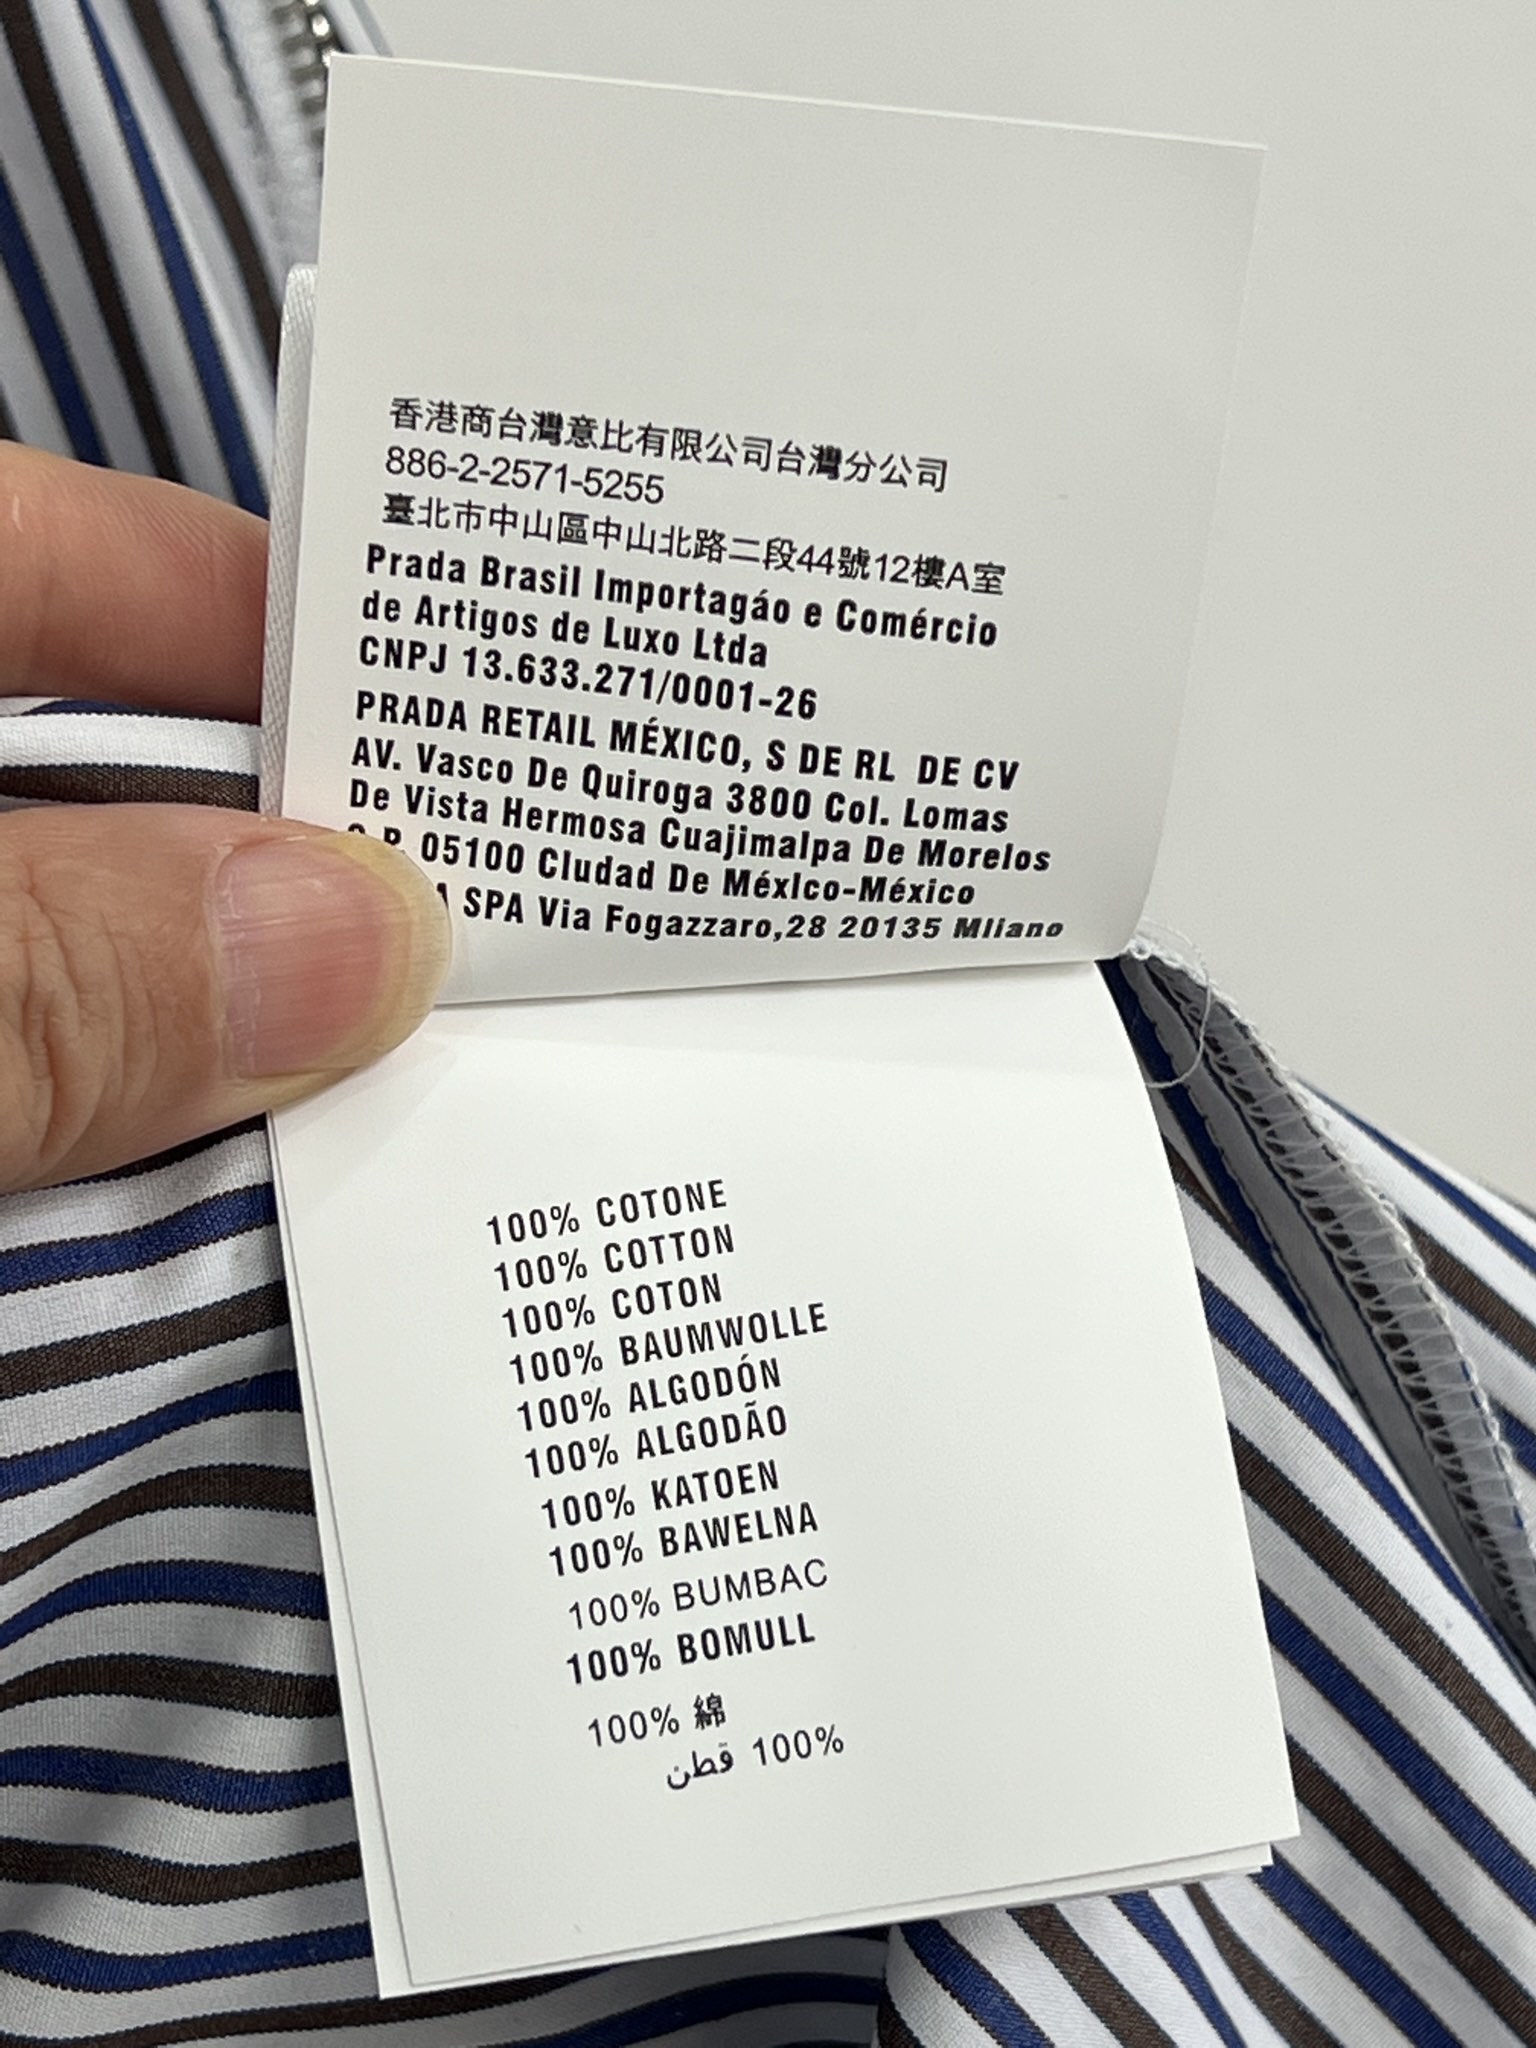 香港商台灣意比有限公司台灣分公司
886-2-2571-5255
臺北市中山區中山北路二段44號12樓A室
Prada Brasil Importagáo e Comércio
de Artigos de Luxo Ltda
CNPJ 13.633.271/0001-26
PRADA RETAIL MÉXICO, S DE RL DE CV
AV. Vasco De Quiroga 3800 Col. Lomas
De Vista Hermosa Cuajimalpa De Morelos
05100 Cludad De Méxlco-México
SPA Via Fogazzaro,28 20135 Mliano
100% COTONE
100% COTTON
100% COTON
100% BAUMWOLLE
100% ALGODÓN
100% ALGODÃO
100% KATOEN
100% BAWELNA
100% BUMBAC
100% BOMULL
100% 綿
100% قطن